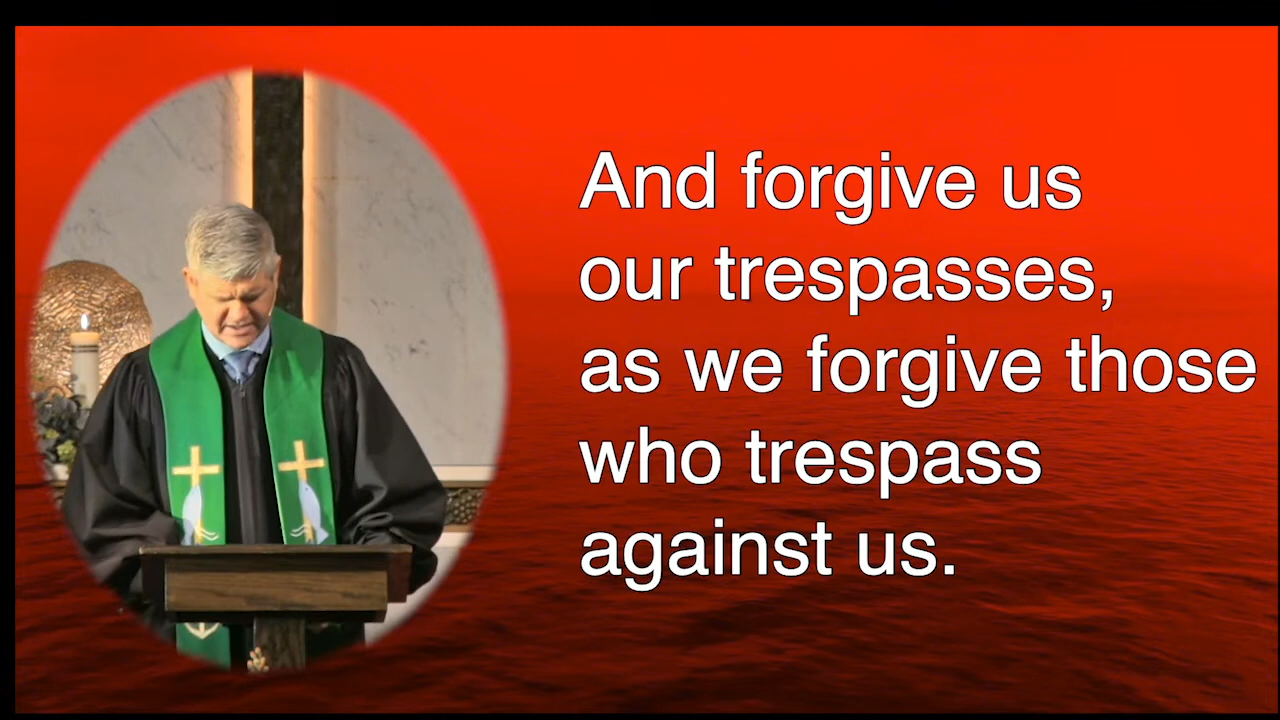 And forgive us
our trespasses,
as we forgive those
who trespass
against us.